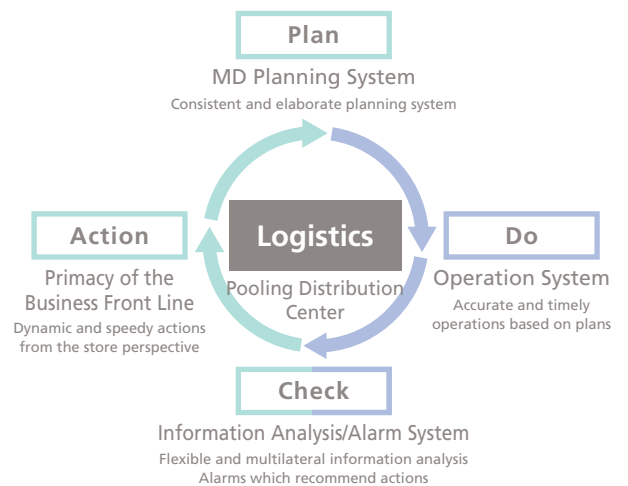 Plan
MD Planning System
Consistent and elaborate planning system
Action
Primacy of the
Business Front Line
Dynamic and speedy actions
from the store perspective
Logistics
Pooling Distribution
Center
Do
Operation System
Accurate and timely
operations based on plans
Check
Information Analysis/Alarm System
Flexible and multilateral information analysis
Alarms which recommend actions